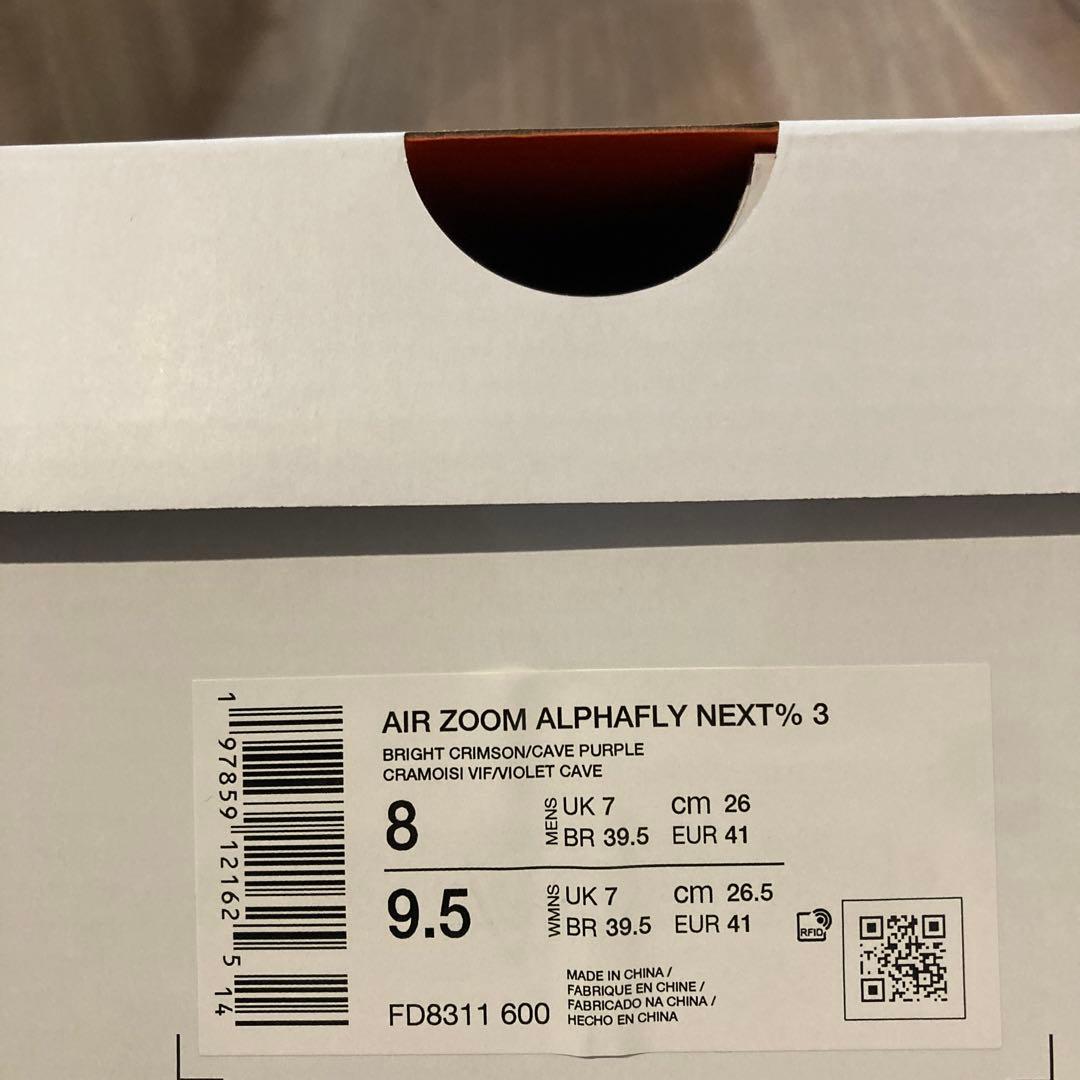 AIR ZOOM ALPHAFLY NEXT% 3
BRIGHT CRIMSON/CAVE PURPLE
CRAMOISI VIF/VIOLET CAVE
8
MENS
UK 7 cm 26
BR 39.5 EUR 41
9.5
WMNS
UK 7 cm 26.5
BR 39.5 EUR 41
RFID
FD8311 600
MADE IN CHINA /
FABRIQUE EN CHINE /
FABRICADO NA CHINA /
HECHO EN CHINA
1 97859 12162 5 14